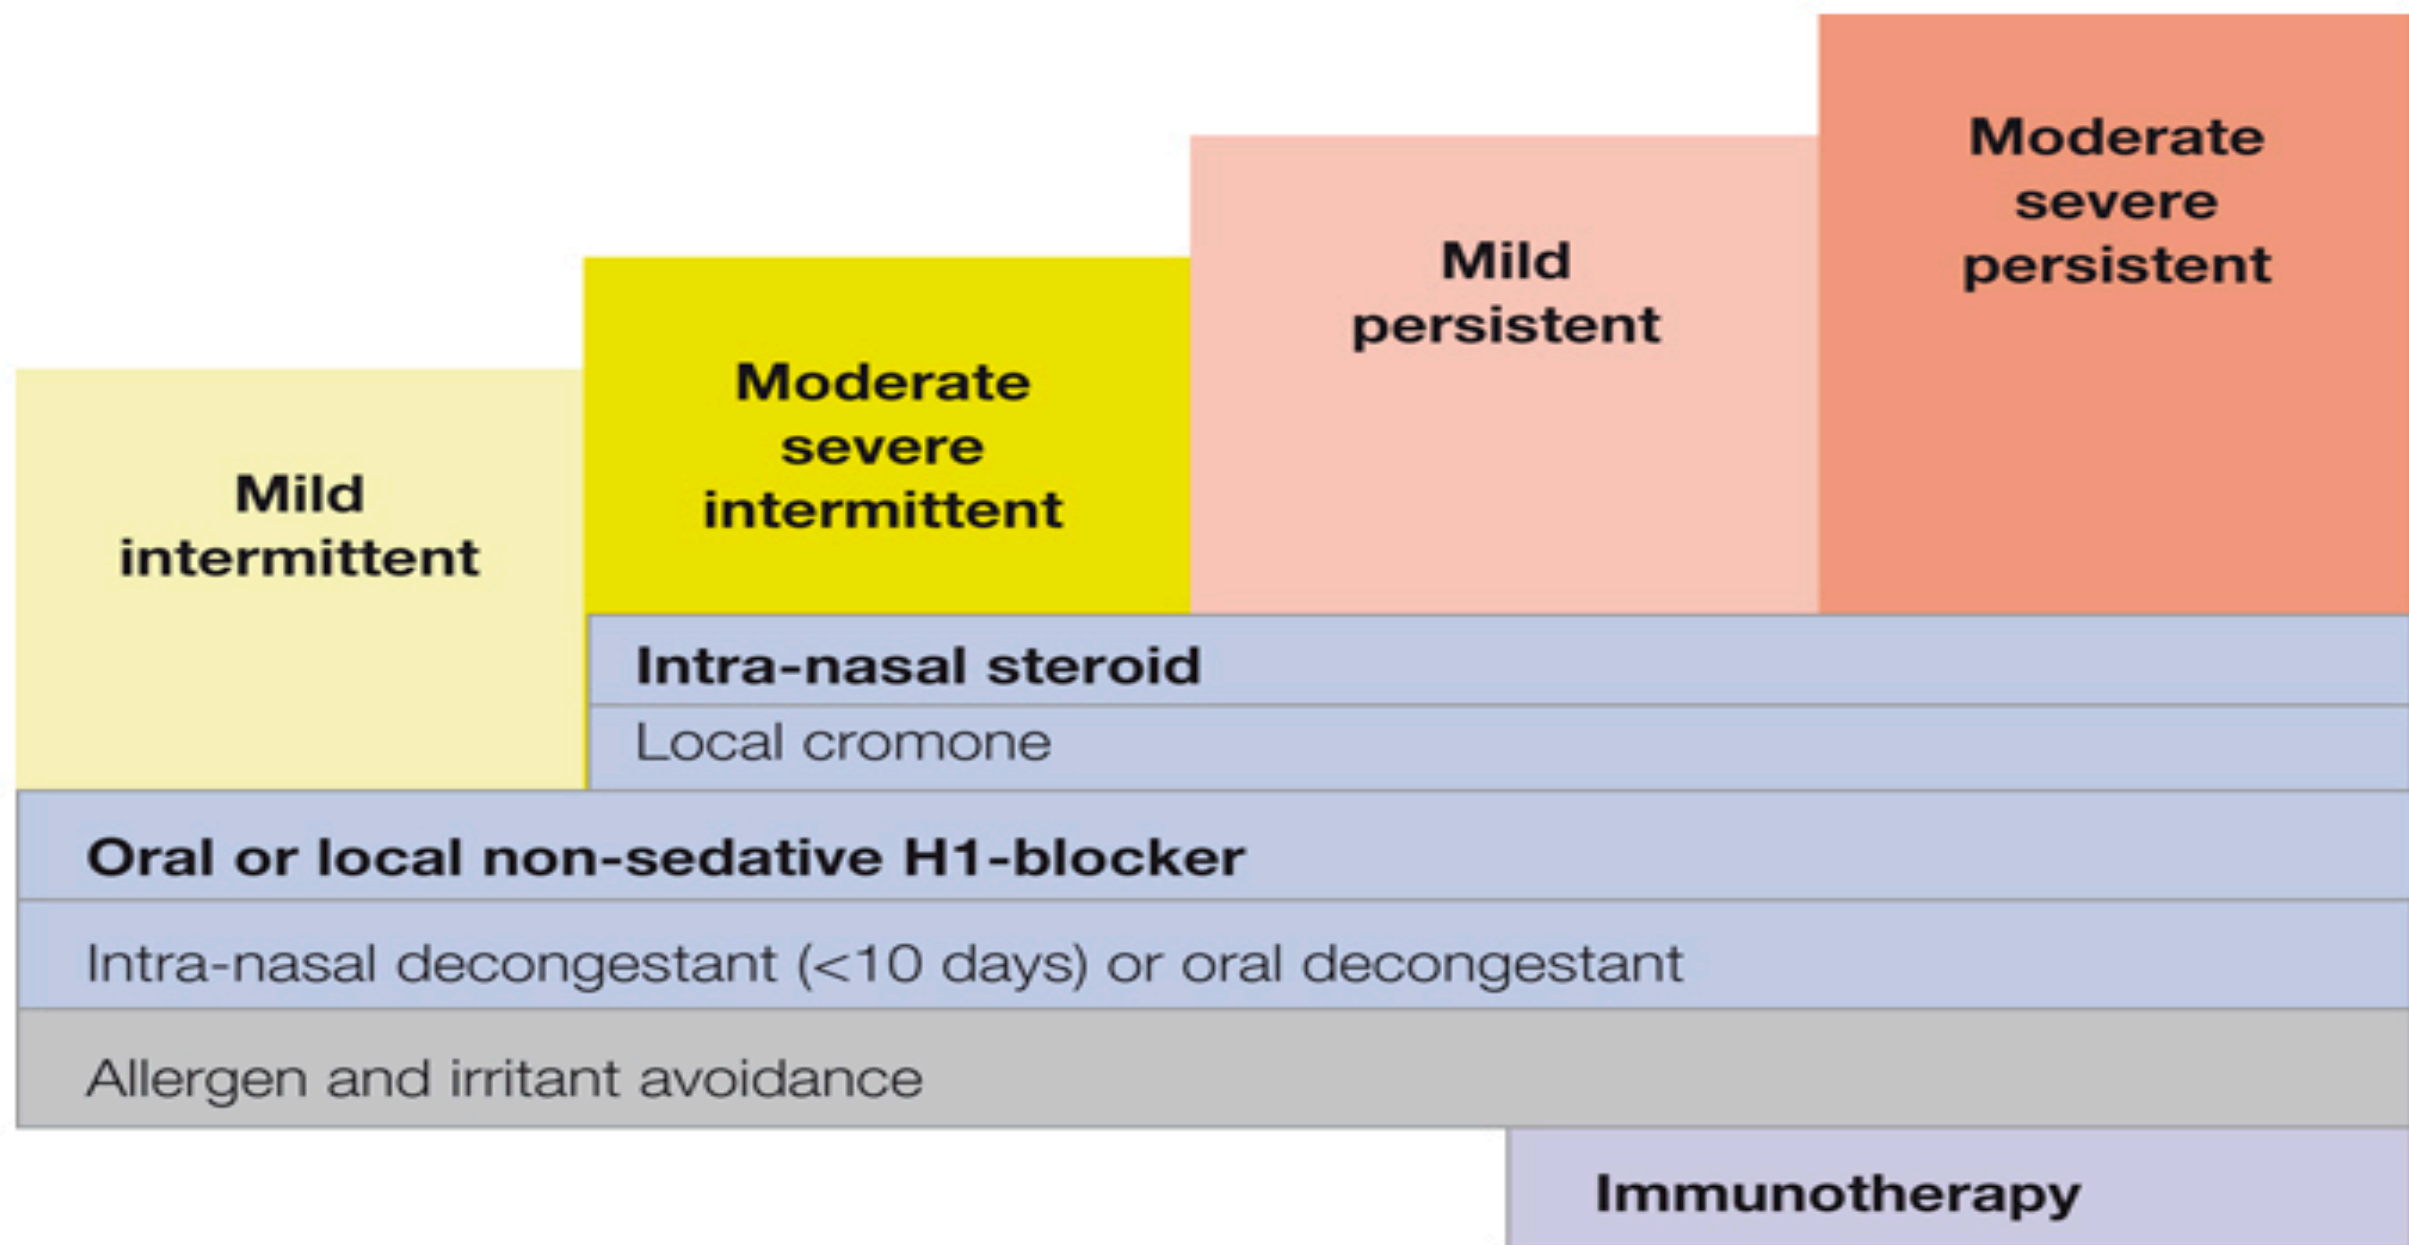 Moderate
severe
persistent
Mild
persistent
Moderate
severe
intermittent
Mild
intermittent
Intra-nasal steroid
Local cromone
Oral or local non-sedative H1-blocker
Intra-nasal decongestant (<10 days) or oral decongestant
Allergen and irritant avoidance
Immunotherapy